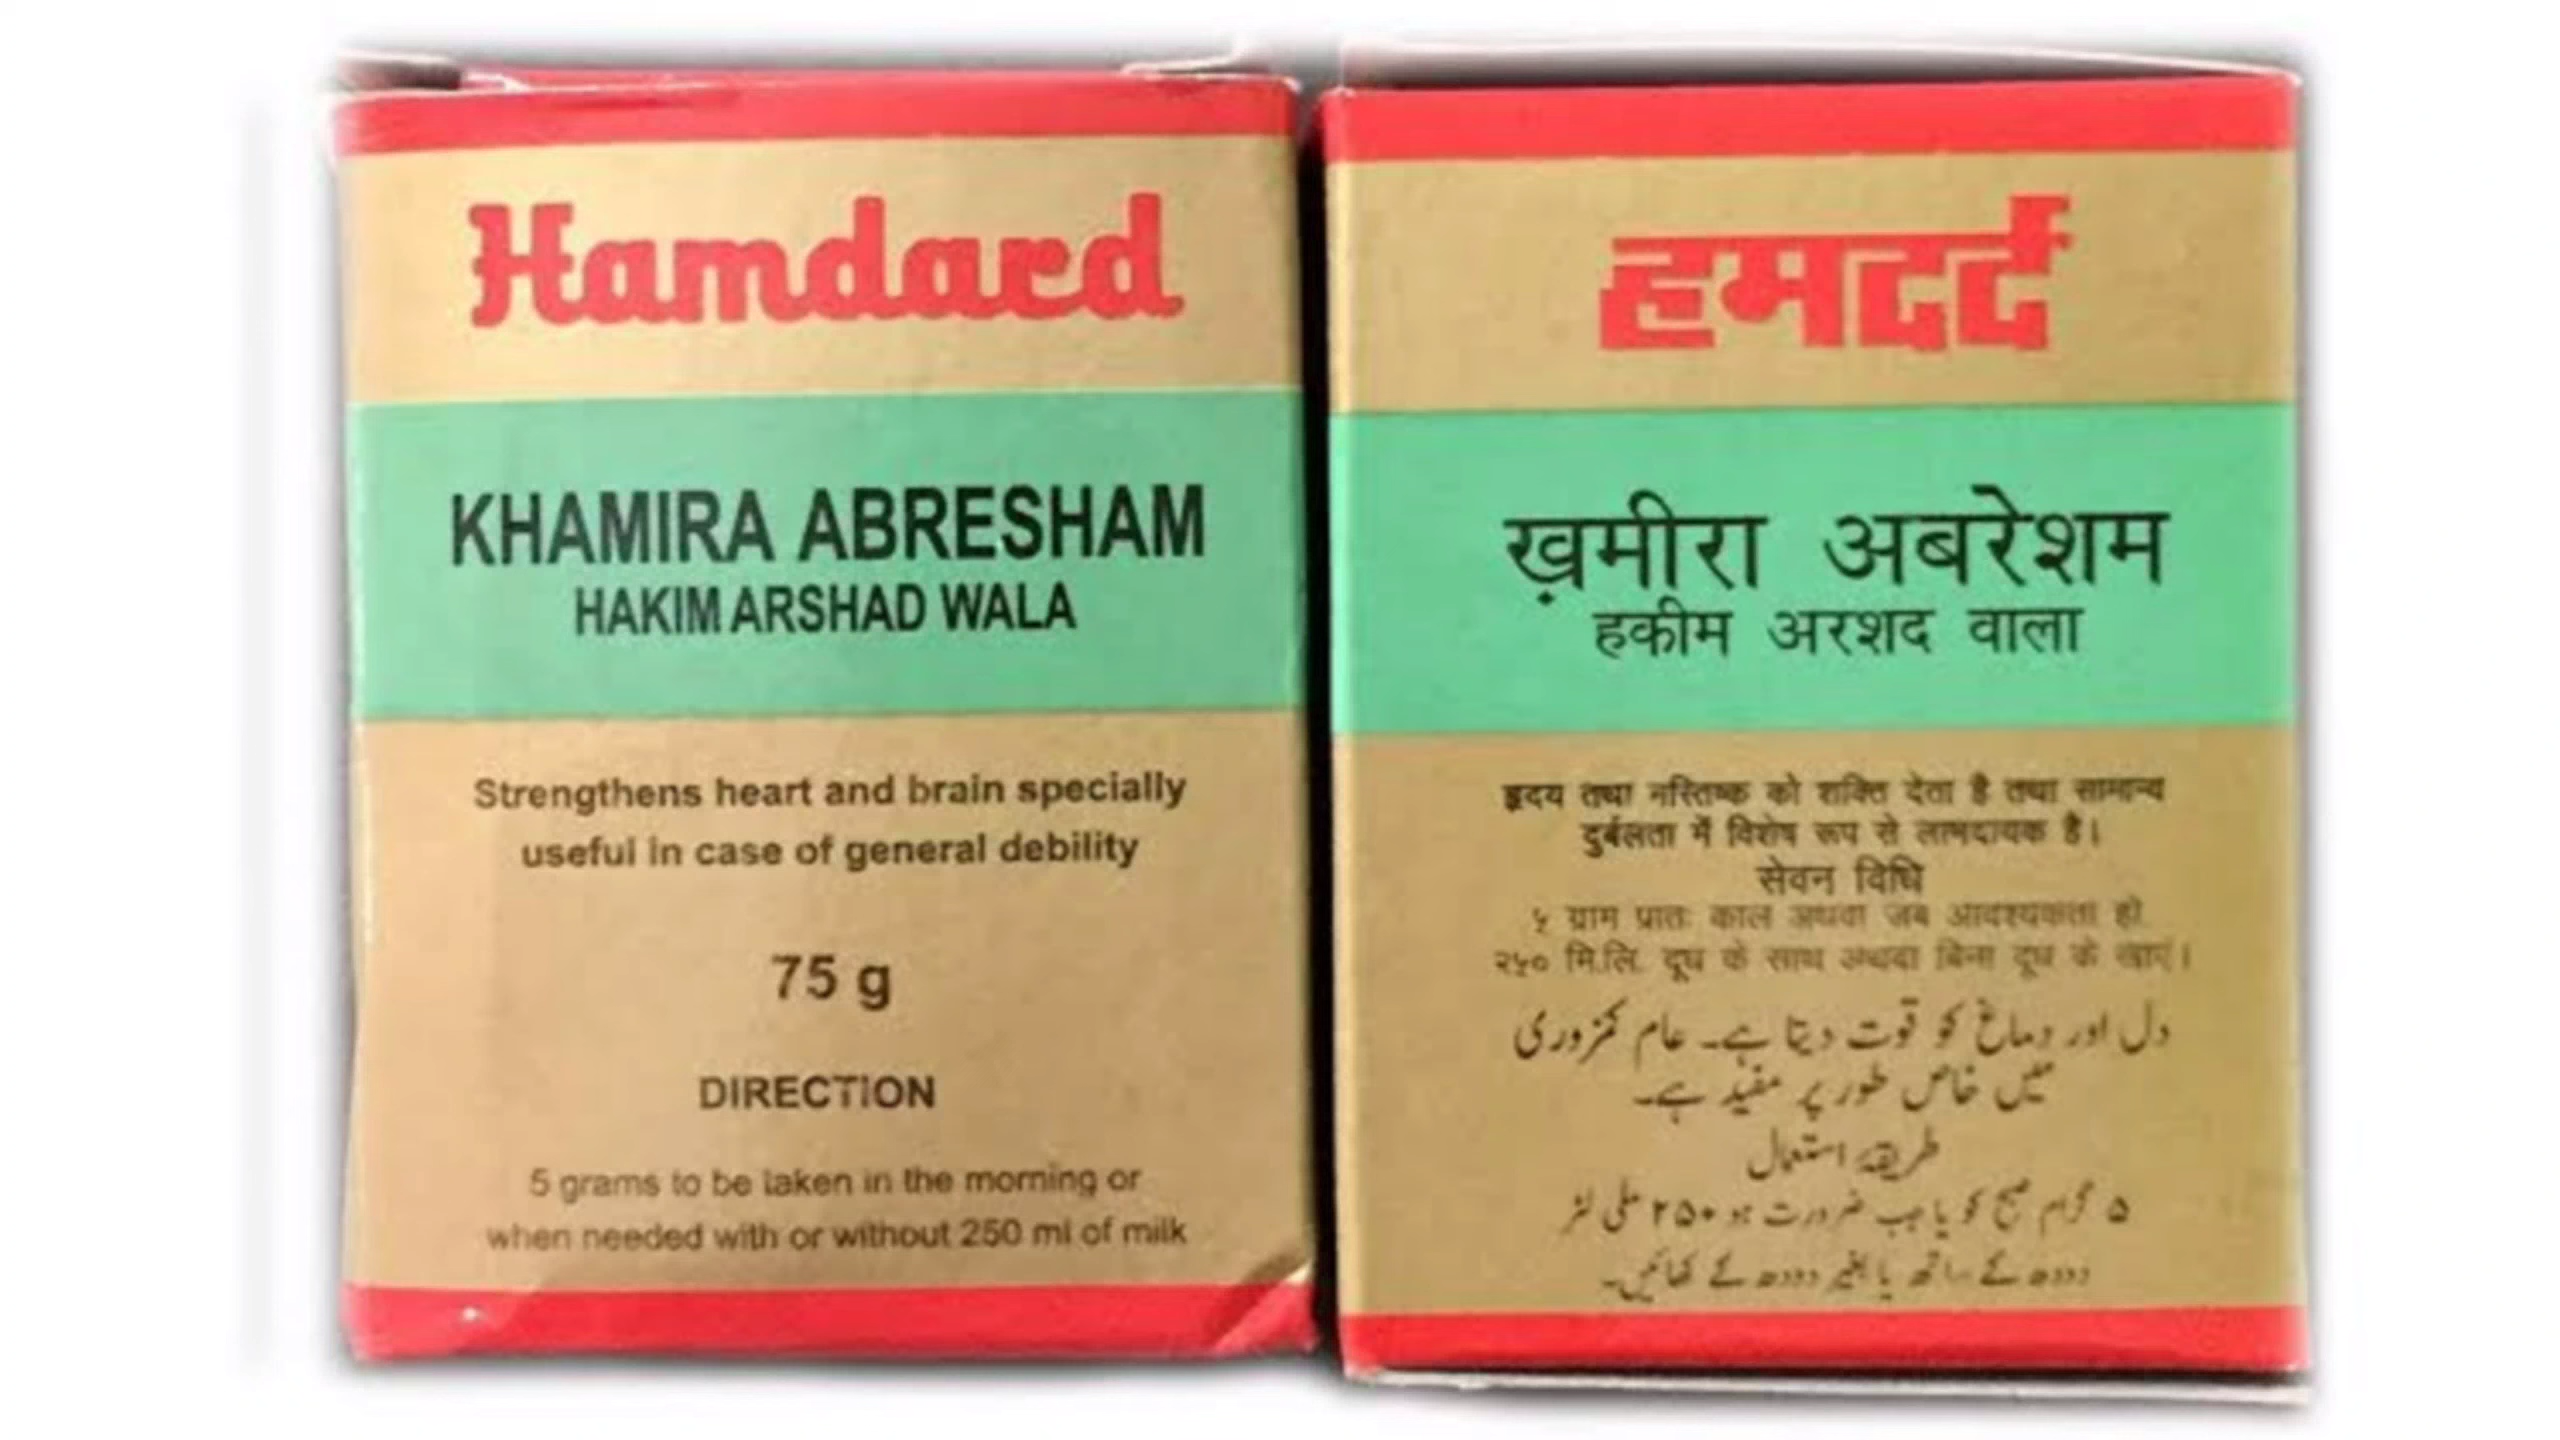 Hamdard
KHAMIRA ABRESHAM
HAKIM ARSHAD WALA
Strengthens heart and brain specially
useful in case of general debility
75 g
DIRECTION
5 grams to be taken in the morning or
when needed with or without 250 ml of milk
हमदर्द
ख़मीरा अबरेशम
हकीम अरशद वाला
हृदय तथा मस्तिष्क को शक्ति देता है तथा सामान्य
दुर्बलता में विशेष रूप से लाभदायक है।
सेवन विधि
५ ग्राम प्रातः काल अथवा जब आवश्यकता हो
२५० मि.लि. दूध के साथ अथवा बिना दूध के खाएं।
دل اور دماغ کو قوت دیتا ہے۔ عام کمزوری
میں خاص طور پر مفید ہے۔
طریقۂ استعمال
۵ گرام صبح کو یا جب ضرورت ہو ۲۵۰ ملی لٹر
دودھ کے ساتھ یا بغیر دودھ کے کھائیں۔